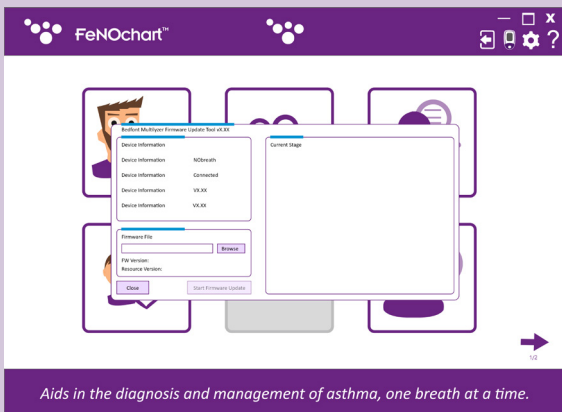 FeNOchart™
?
Bedfont Multilyzer Firmware Update Tool vX.XX
Device Information
Device Information NObreath
Device Information Connected
Device Information VX.XX
Device Information VX.XX
Current Stage
Firmware File
Browse
FW Version:
Resource Version:
Close Start Firmware Update
1/2
Aids in the diagnosis and management of asthma, one breath at a time.